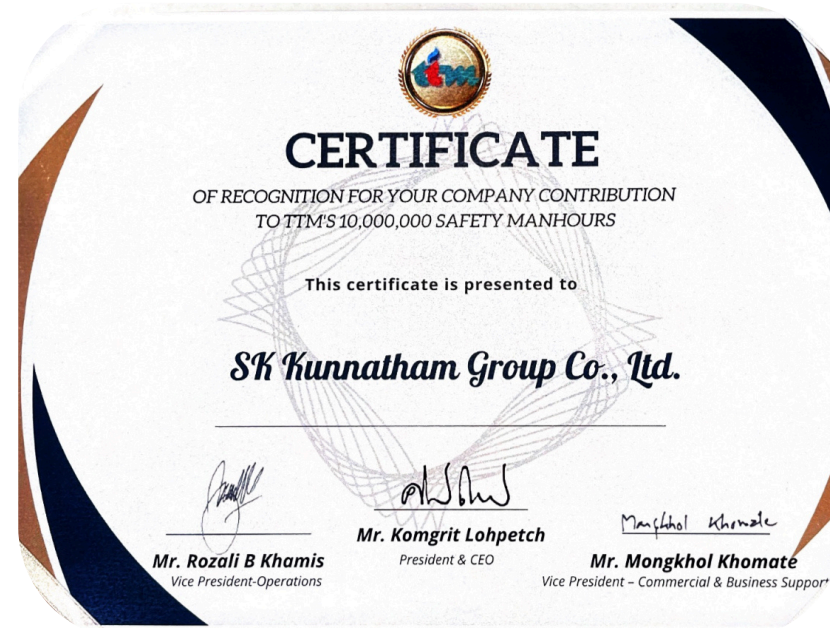 ttm
CERTIFICATE
OF RECOGNITION FOR YOUR COMPANY CONTRIBUTION
TO TTM'S 10,000,000 SAFETY MANHOURS
This certificate is presented to
SK Kunnatham Group Co., Ltd.
Mongkhol Khomate
Mr. Rozali B Khamis
Vice President-Operations
Mr. Komgrit Lohpetch
President & CEO
Mr. Mongkhol Khomate
Vice President – Commercial & Business Support